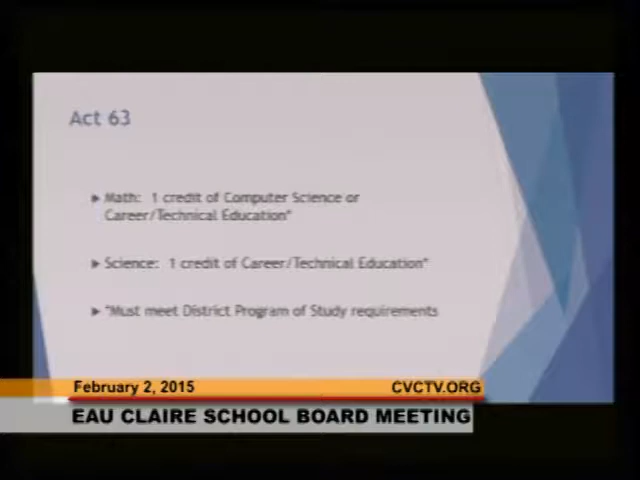 Act 63
Math: 1 credit of Computer Science or
Career/Technical Education*
Science: 1 credit of Career/Technical Education*
*Must meet District Program of Study requirements
February 2, 2015
CVCTV.ORG
EAU CLAIRE SCHOOL BOARD MEETING